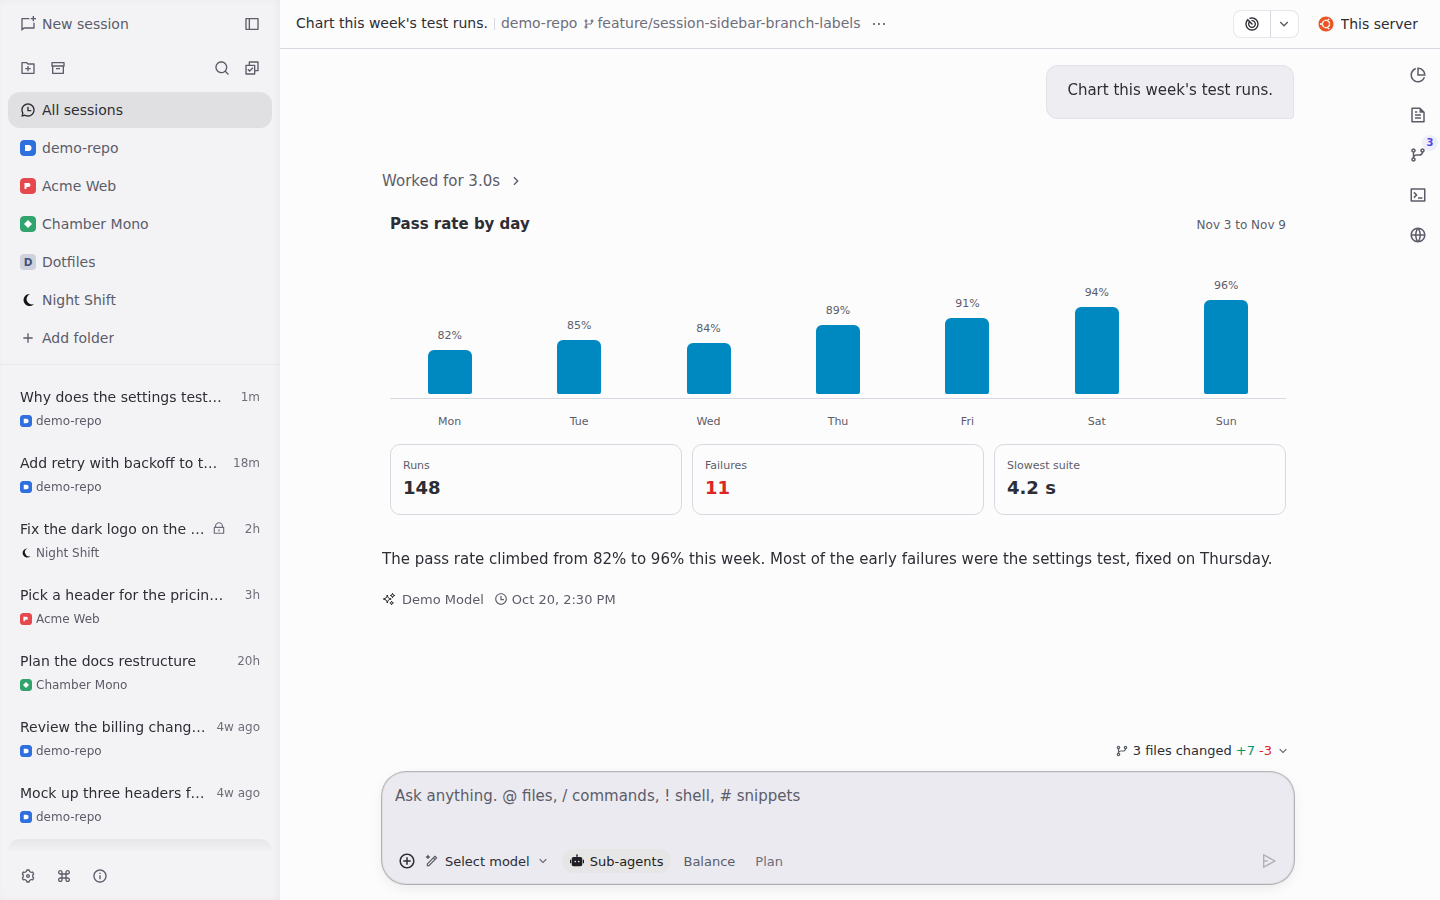 New session
All sessions
demo-repo
Acme Web
Chamber Mono
D Dotfiles
Night Shift
Add folder
Why does the settings test... 1m
demo-repo
Add retry with backoff to t... 18m
demo-repo
Fix the dark logo on the ... 2h
Night Shift
Pick a header for the pricin... 3h
Acme Web
Plan the docs restructure 20h
Chamber Mono
Review the billing chang... 4w ago
demo-repo
Mock up three headers f... 4w ago
demo-repo
Chart this week's test runs. demo-repo feature/session-sidebar-branch-labels ···
This server
3
Chart this week's test runs.
Worked for 3.0s
Pass rate by day Nov 3 to Nov 9
82% 85% 84% 89% 91% 94% 96%
Mon Tue Wed Thu Fri Sat Sun
Runs
148
Failures
11
Slowest suite
4.2 s
The pass rate climbed from 82% to 96% this week. Most of the early failures were the settings test, fixed on Thursday.
Demo Model Oct 20, 2:30 PM
3 files changed +7 -3
Ask anything. @ files, / commands, ! shell, # snippets
Select model Sub-agents Balance Plan